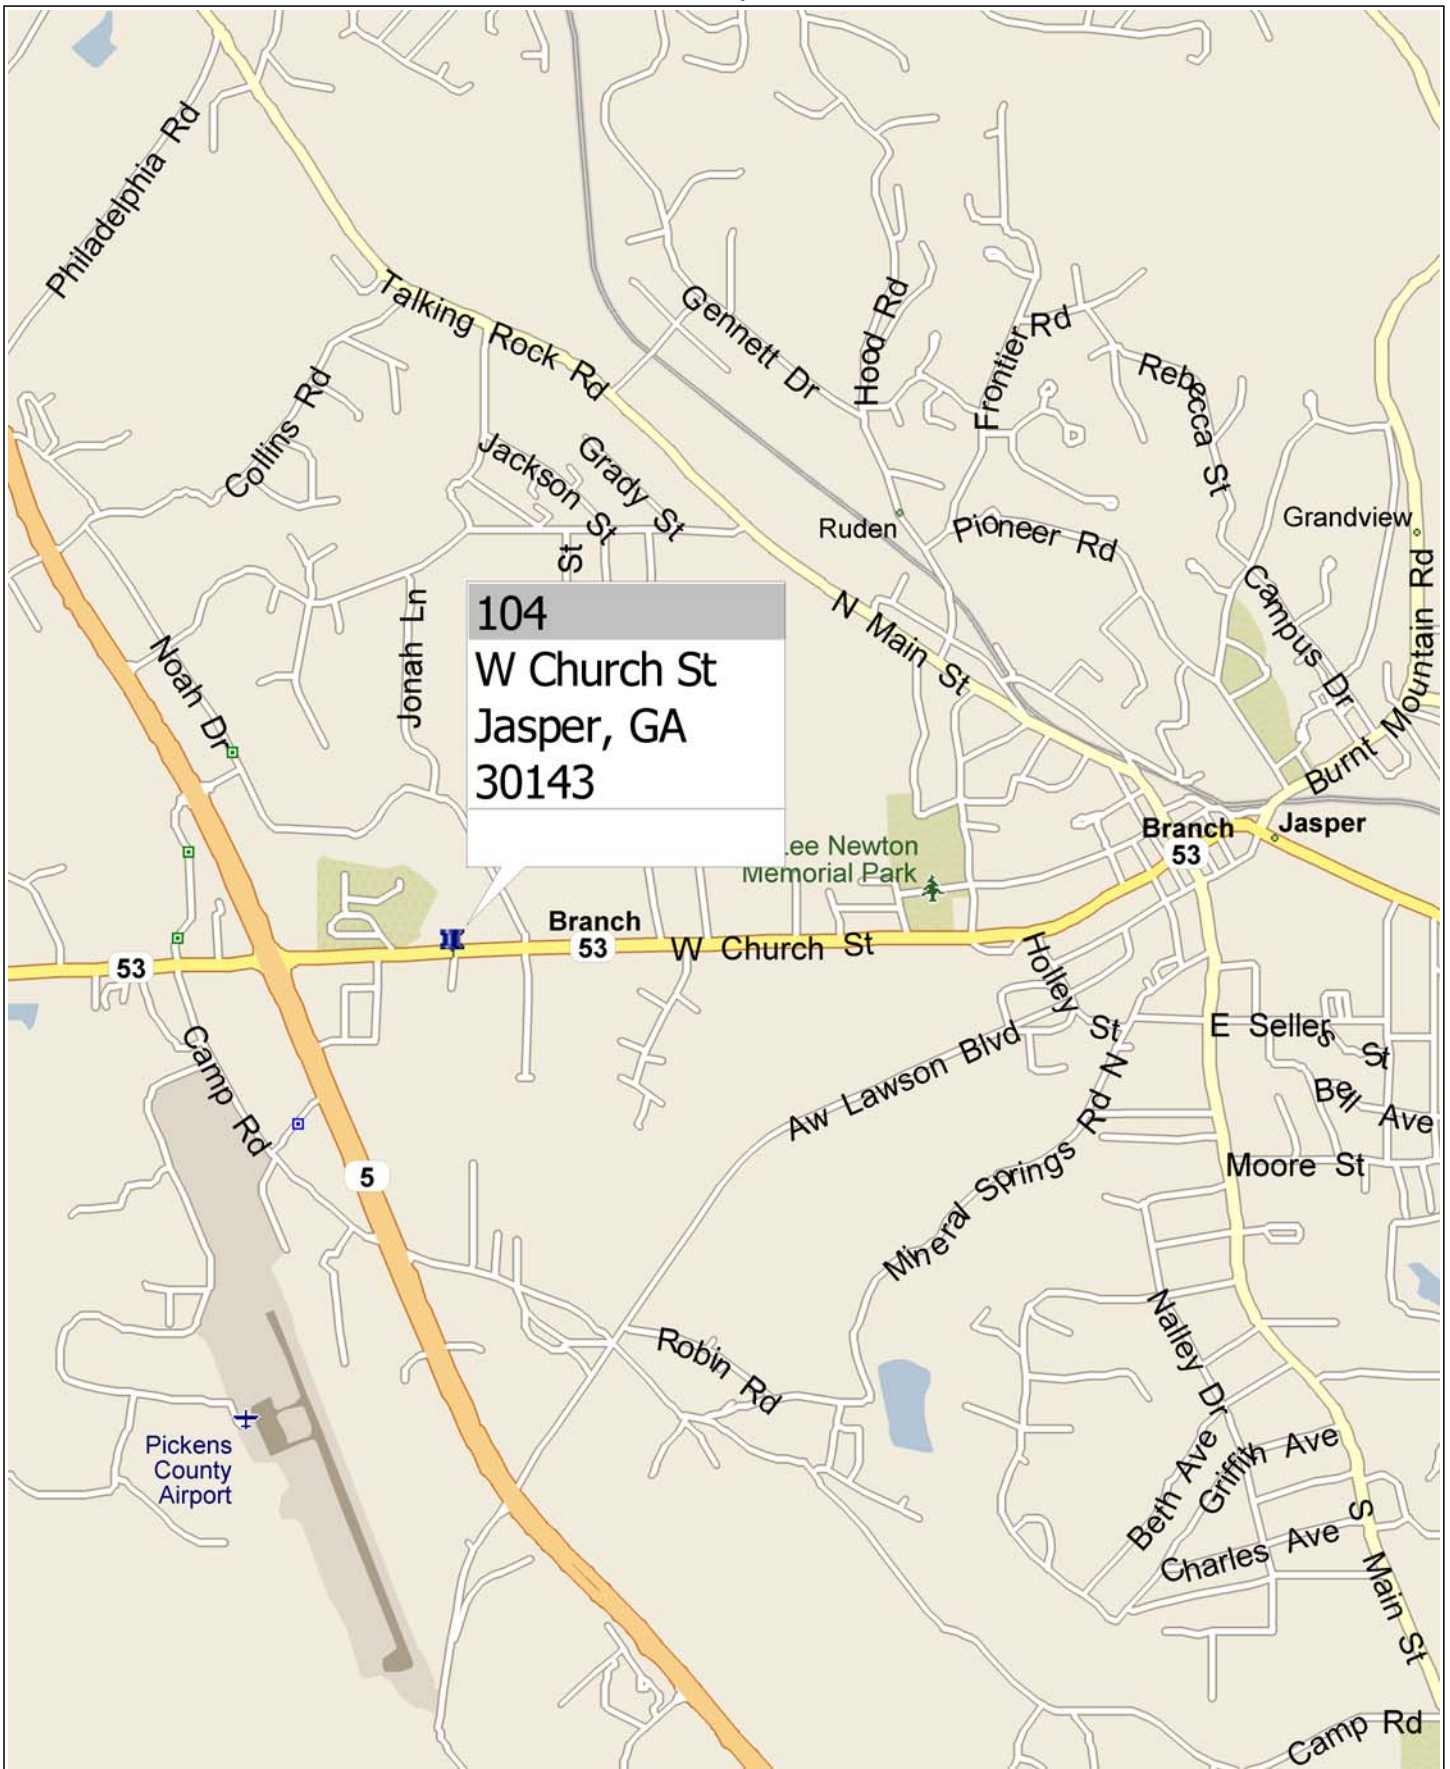 Philadelphia Rd
Talking Rock Rd
Gennett Dr
Hood Rd
Frontier Rd
Rebecca St
Collins Rd
Jackson St
Grady St
St
Ruden
Pioneer Rd
Grandview
Campus Dr
Burnt Mountain Rd
Noah Dr
Jonah Ln
104
W Church St
Jasper, GA
30143
N Main St
Lee Newton
Memorial Park
Branch
53
Jasper
Branch
53
W Church St
53
Holley St
E Sellers St
Camp Rd
Aw Lawson Blvd
Bell Ave
Mineral Springs Rd N
Moore St
5
Robin Rd
Nalley Dr
Pickens
County
Airport
Beth Ave
Griffith Ave
Charles Ave
S Main St
Camp Rd